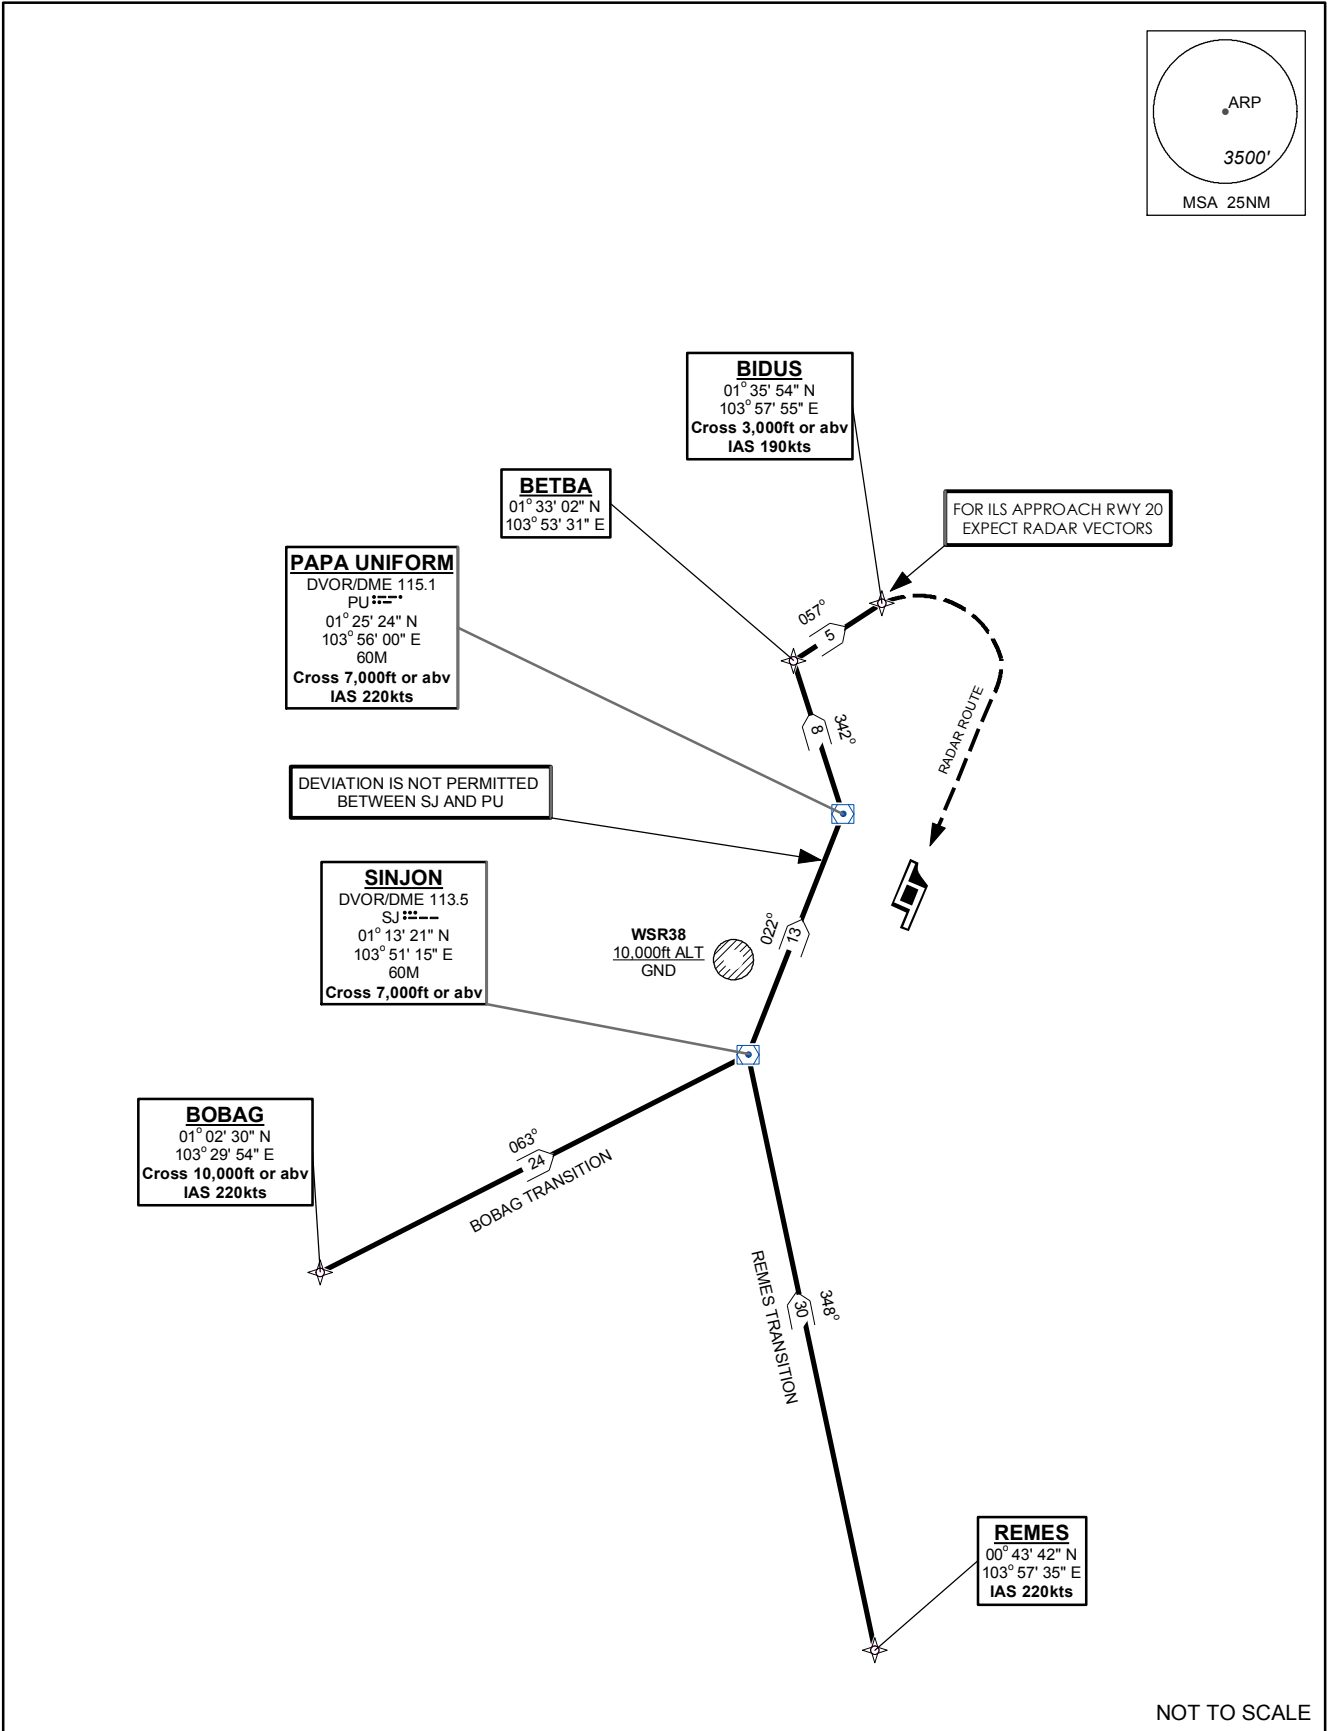 ARP
3500'
MSA 25NM
BIDUS
01° 35' 54" N
103° 57' 55" E
Cross 3,000ft or abv
IAS 190kts
BETBA
01° 33' 02" N
103° 53' 31" E
FOR ILS APPROACH RWY 20
EXPECT RADAR VECTORS
PAPA UNIFORM
DVOR/DME 115.1
PU
01° 25' 24" N
103° 56' 00" E
60M
Cross 7,000ft or abv
IAS 220kts
057°
5
342°
8
RADAR ROUTE
DEVIATION IS NOT PERMITTED
BETWEEN SJ AND PU
SINJON
DVOR/DME 113.5
SJ
01° 13' 21" N
103° 51' 15" E
60M
Cross 7,000ft or abv
WSR38
10,000ft ALT
GND
022°
13
BOBAG
01° 02' 30" N
103° 29' 54" E
Cross 10,000ft or abv
IAS 220kts
063°
24
BOBAG TRANSITION
REMES TRANSITION
30
348°
REMES
00° 43' 42" N
103° 57' 35" E
IAS 220kts
NOT TO SCALE